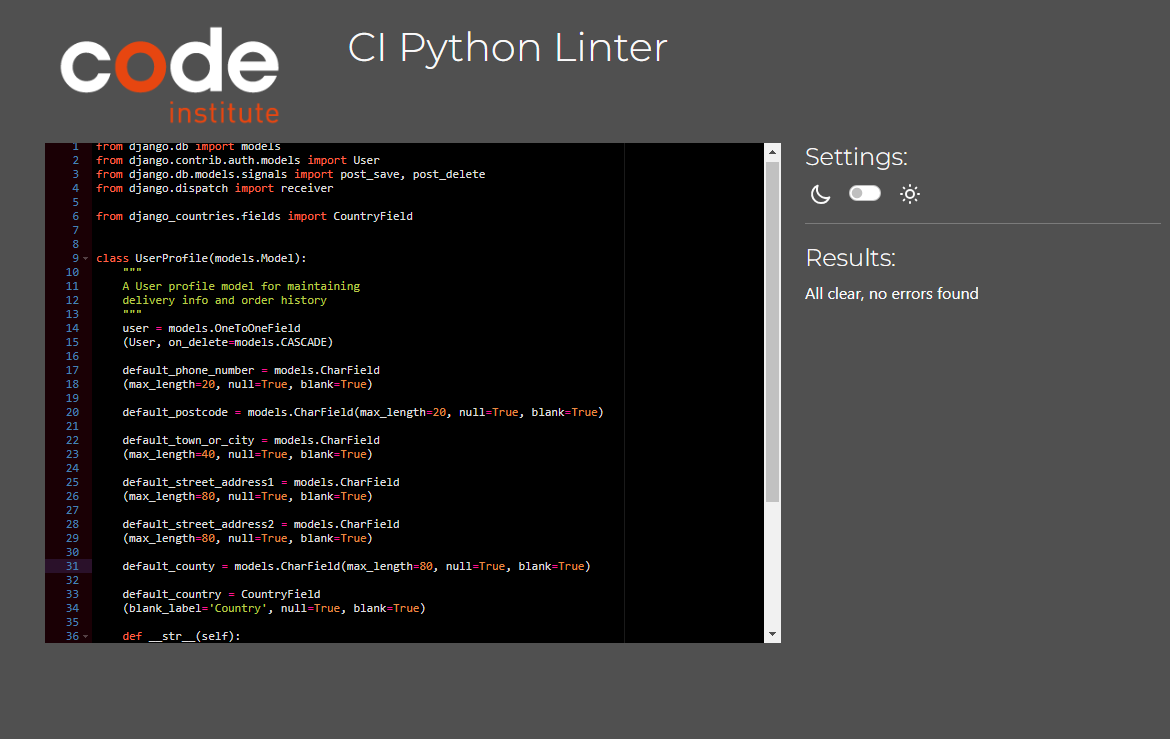 code
institute
CI Python Linter
1 from django.db import models
2 from django.contrib.auth.models import User
3 from django.db.models.signals import post_save, post_delete
4 from django.dispatch import receiver
5
6 from django_countries.fields import CountryField
7
8
9 class UserProfile(models.Model):
10 """
11 A User profile model for maintaining
12 delivery info and order history
13 """
14 user = models.OneToOneField
15 (User, on_delete=models.CASCADE)
16
17 default_phone_number = models.CharField
18 (max_length=20, null=True, blank=True)
19
20 default_postcode = models.CharField(max_length=20, null=True, blank=True)
21
22 default_town_or_city = models.CharField
23 (max_length=40, null=True, blank=True)
24
25 default_street_address1 = models.CharField
26 (max_length=80, null=True, blank=True)
27
28 default_street_address2 = models.CharField
29 (max_length=80, null=True, blank=True)
30
31 default_county = models.CharField(max_length=80, null=True, blank=True)
32
33 default_country = CountryField
34 (blank_label='Country', null=True, blank=True)
35
36 def __str__(self):
Settings:
Results:
All clear, no errors found